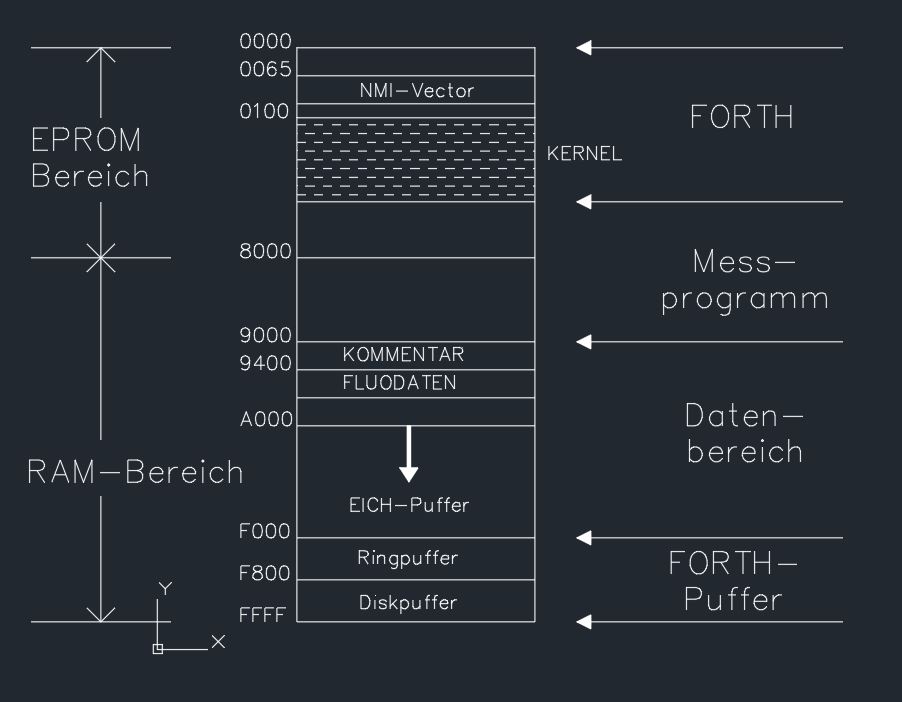 0000
0065
NMI-Vector
0100
FORTH
EPROM
Bereich
KERNEL
8000
Mess-
programm
9000
KOMMENTAR
9400
FLUODATEN
A000
Daten-
bereich
RAM-Bereich
EICH-Puffer
F000
Ringpuffer
FORTH-
Puffer
F800
Diskpuffer
FFFF
Y
X